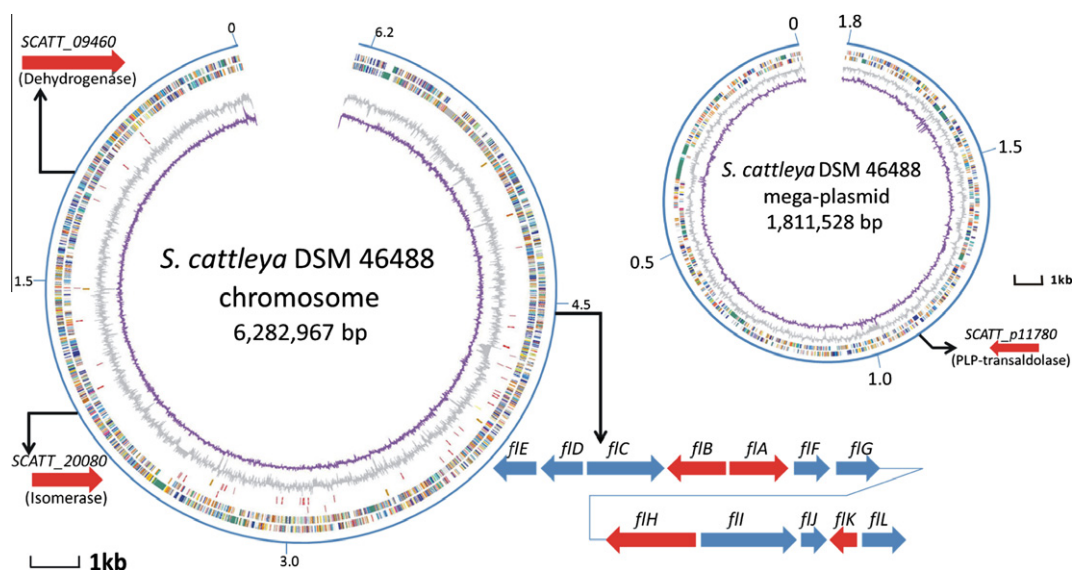 SCATT_09460
(Dehydrogenase)
0
6.2
1.5
S. cattleya DSM 46488
chromosome
6,282,967 bp
4.5
3.0
SCATT_20080
(Isomerase)
1kb
0
1.8
1.5
S. cattleya DSM 46488
mega-plasmid
1,811,528 bp
0.5
1kb
1.0
SCATT_p11780
(PLP-transaldolase)
flE flD flC flB flA flF flG
flH flI flJ flK flL